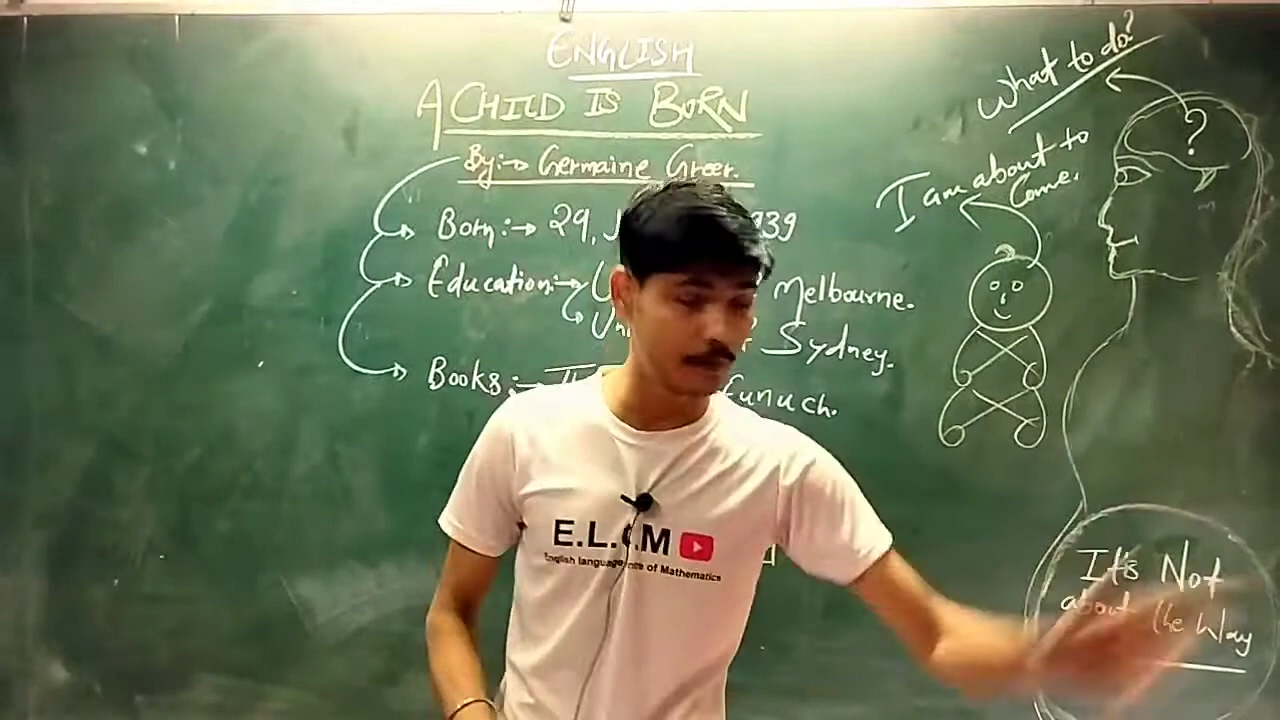 ENGLISH
A CHILD IS BORN
By:→ Germaine Greer.
Born:→ 29, J 939
Education:→ U Melbourne.
Un Sydney.
Books:→ Eunuch.
What to do?
?
I am about to
Come.
It's Not
about the Way
E.L.O.M
English language of Mathematics